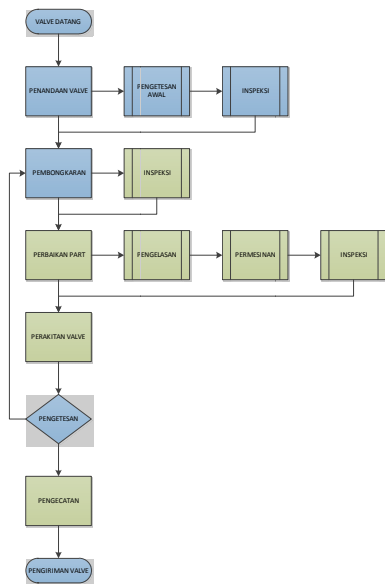 VALVE DATANG
PENANDAAN VALVE
PENGETESAN
AWAL
INSPEKSI
PEMBONGKARAN
INSPEKSI
PERBAIKAN PART
PENGELASAN
PERMESINAN
INSPEKSI
PERAKITAN VALVE
PENGETESAN
PENGECATAN
PENGIRIMAN VALVE